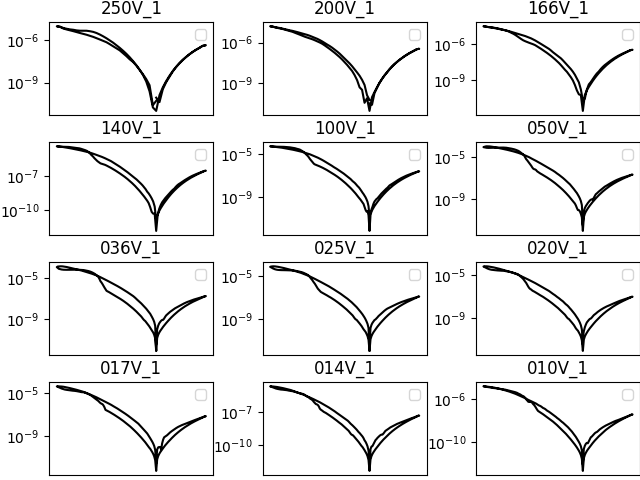 250V_1 200V_1 166V_1
10⁻⁶ 10⁻⁶ 10⁻⁶
10⁻⁹ 10⁻⁹ 10⁻⁹
140V_1 100V_1 050V_1
10⁻⁷ 10⁻⁵ 10⁻⁵
10⁻¹⁰ 10⁻⁹ 10⁻⁹
036V_1 025V_1 020V_1
10⁻⁵ 10⁻⁵ 10⁻⁵
10⁻⁹ 10⁻⁹ 10⁻⁹
017V_1 014V_1 010V_1
10⁻⁵ 10⁻⁷ 10⁻⁶
10⁻⁹ 10⁻¹⁰ 10⁻¹⁰